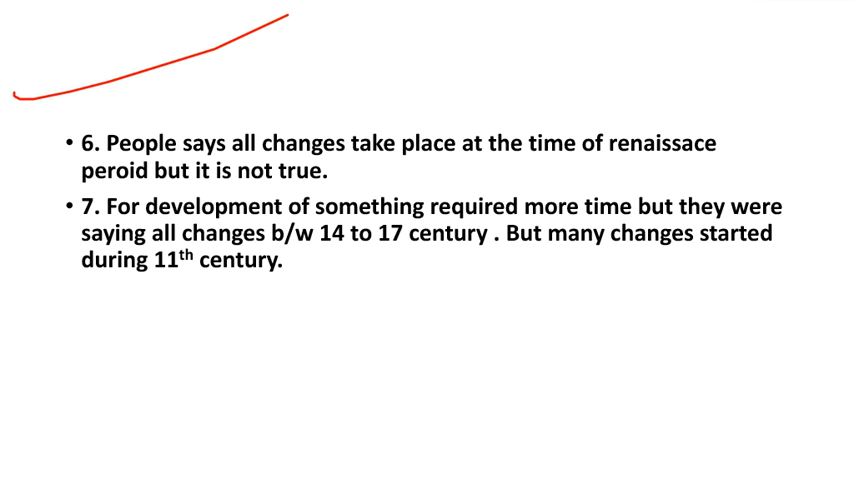 • 6. People says all changes take place at the time of renaissace
peroid but it is not true.
• 7. For development of something required more time but they were
saying all changes b/w 14 to 17 century . But many changes started
during 11th century.